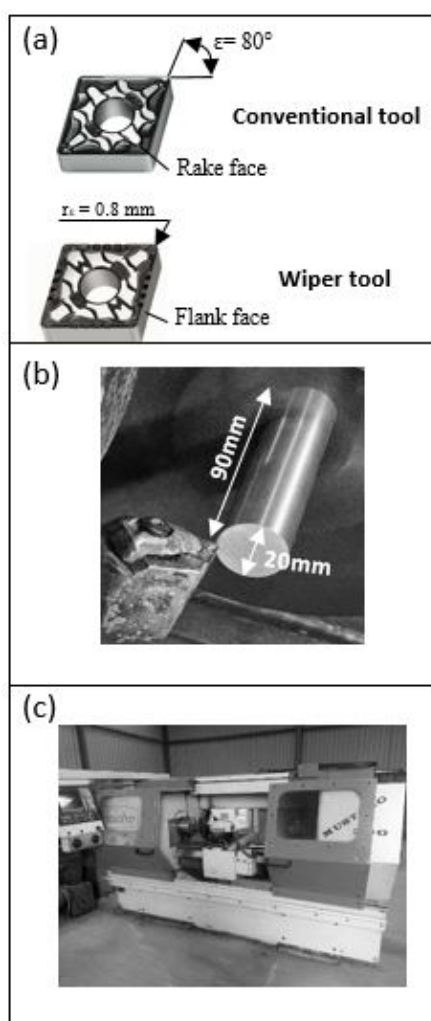 (a)
ε= 80°
Conventional tool
Rake face
rε = 0.8 mm
Wiper tool
Flank face
(b)
90mm
20mm
(c)